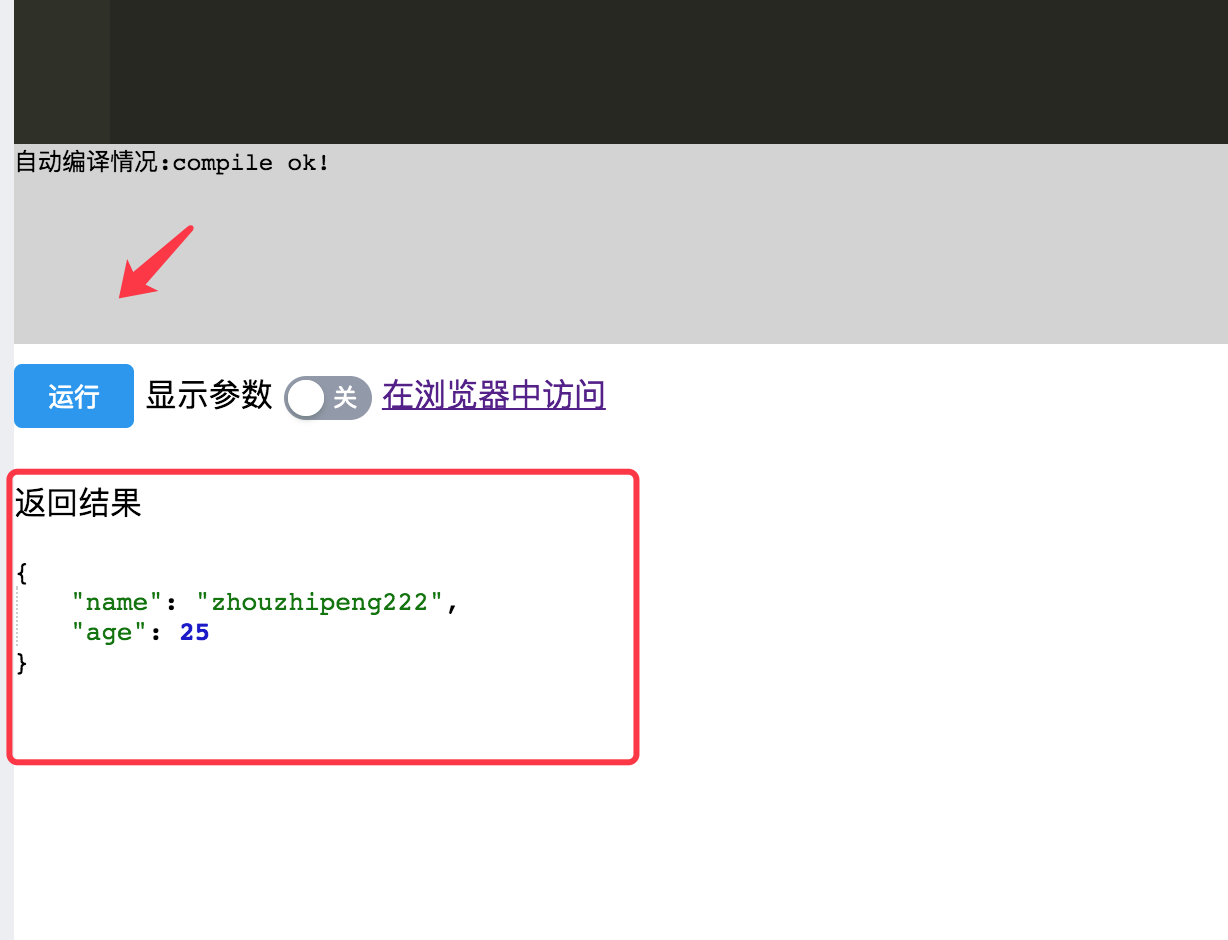 自动编译情况:compile ok!
运行 显示参数 关 在浏览器中访问
返回结果
{
"name": "zhouzhipeng222",
"age": 25
}